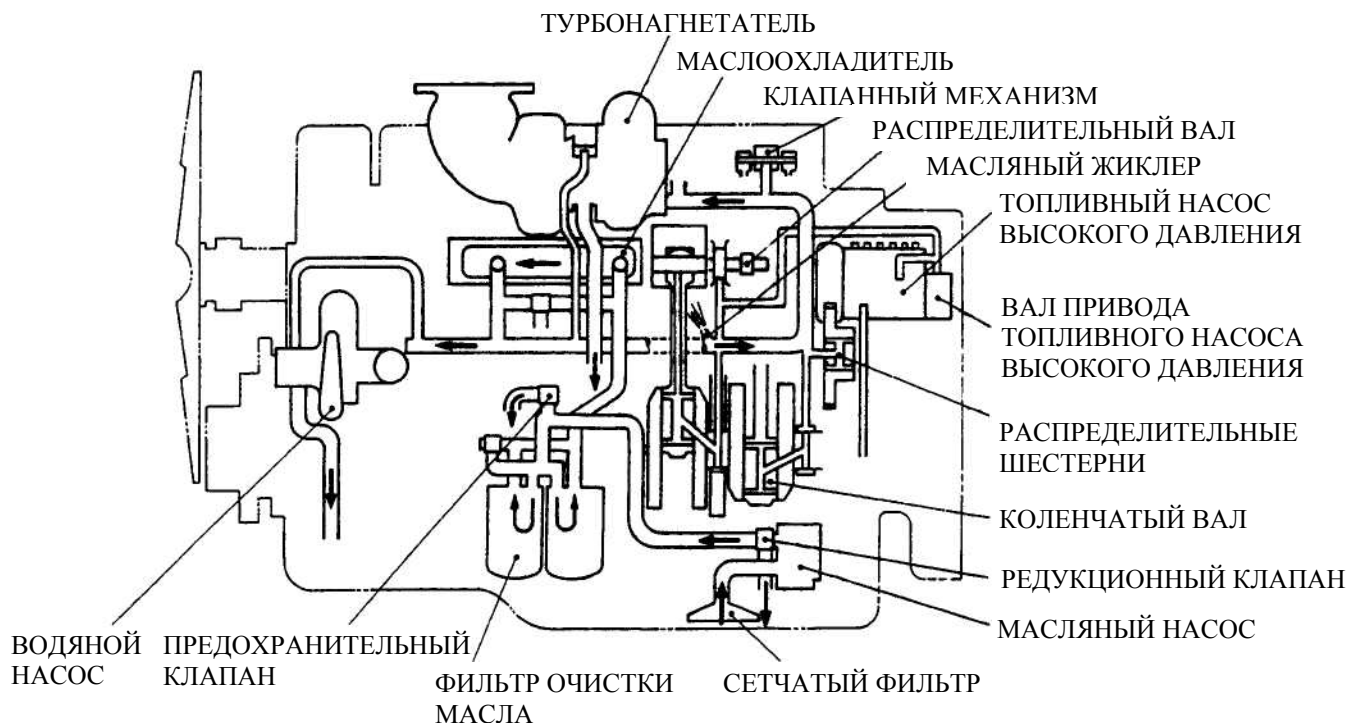 ТУРБОНАГНЕТАТЕЛЬ
МАСЛООХЛАДИТЕЛЬ
КЛАПАННЫЙ МЕХАНИЗМ
РАСПРЕДЕЛИТЕЛЬНЫЙ ВАЛ
МАСЛЯНЫЙ ЖИКЛЕР
ТОПЛИВНЫЙ НАСОС
ВЫСОКОГО ДАВЛЕНИЯ
ВАЛ ПРИВОДА
ТОПЛИВНОГО НАСОСА
ВЫСОКОГО ДАВЛЕНИЯ
РАСПРЕДЕЛИТЕЛЬНЫЕ
ШЕСТЕРНИ
КОЛЕНЧАТЫЙ ВАЛ
РЕДУКЦИОННЫЙ КЛАПАН
МАСЛЯНЫЙ НАСОС
ВОДЯНОЙ
НАСОС
ПРЕДОХРАНИТЕЛЬНЫЙ
КЛАПАН
ФИЛЬТР ОЧИСТКИ
МАСЛА
СЕТЧАТЫЙ ФИЛЬТР